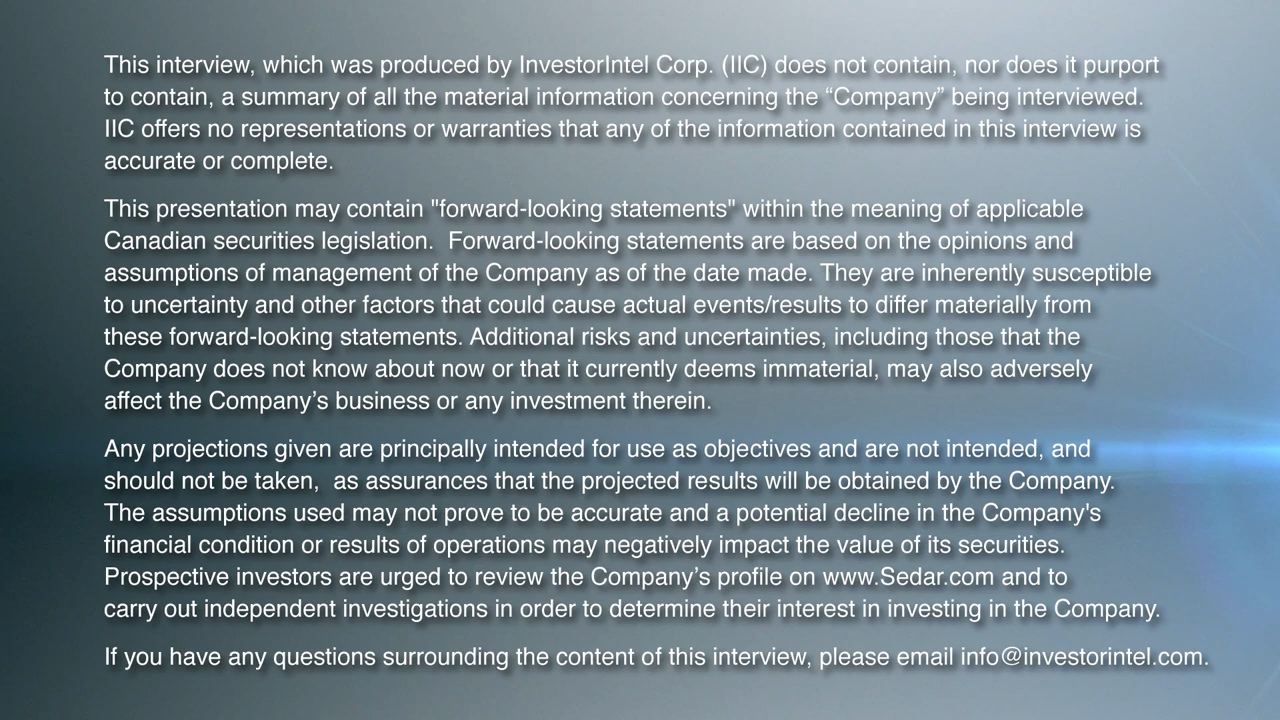 This interview, which was produced by InvestorIntel Corp. (IIC) does not contain, nor does it purport
to contain, a summary of all the material information concerning the “Company” being interviewed.
IIC offers no representations or warranties that any of the information contained in this interview is
accurate or complete.
This presentation may contain "forward-looking statements" within the meaning of applicable
Canadian securities legislation.  Forward-looking statements are based on the opinions and
assumptions of management of the Company as of the date made. They are inherently susceptible
to uncertainty and other factors that could cause actual events/results to differ materially from
these forward-looking statements. Additional risks and uncertainties, including those that the
Company does not know about now or that it currently deems immaterial, may also adversely
affect the Company’s business or any investment therein.
Any projections given are principally intended for use as objectives and are not intended, and
should not be taken,  as assurances that the projected results will be obtained by the Company.
The assumptions used may not prove to be accurate and a potential decline in the Company's
financial condition or results of operations may negatively impact the value of its securities.
Prospective investors are urged to review the Company’s profile on www.Sedar.com and to
carry out independent investigations in order to determine their interest in investing in the Company.
If you have any questions surrounding the content of this interview, please email info@investorintel.com.